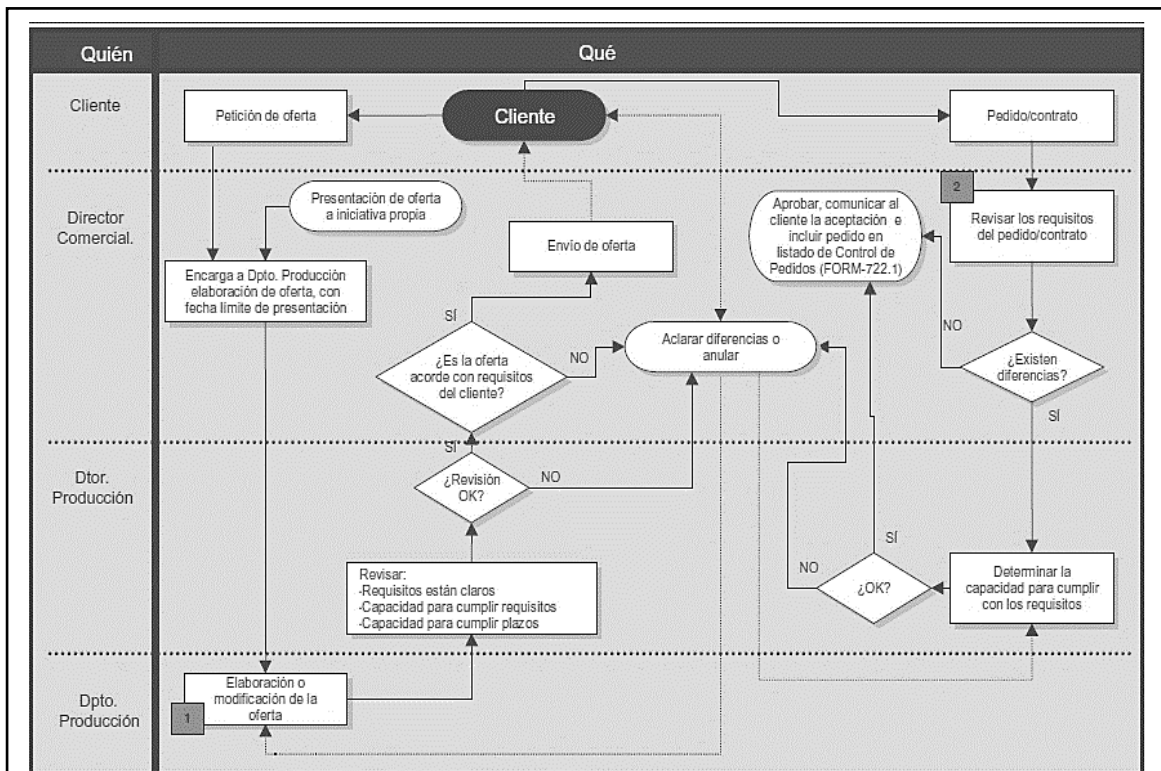 Quién
Qué
Cliente
Petición de oferta
Cliente
Pedido/contrato
Director
Comercial.
Presentación de oferta
a iniciativa propia
Encarga a Dpto. Producción
elaboración de oferta, con
fecha límite de presentación
Envío de oferta
Aprobar, comunicar al
cliente la aceptación e
incluir pedido en
listado de Control de
Pedidos (FORM-722.1)
2
Revisar los requisitos
del pedido/contrato
SÍ
¿Es la oferta
acorde con requisitos
del cliente?
NO
Aclarar diferencias o
anular
NO
¿Existen
diferencias?
SÍ
Dtor.
Producción
SÍ
¿Revisión
OK?
NO
Revisar:
-Requisitos están claros
-Capacidad para cumplir requisitos
-Capacidad para cumplir plazos
NO
SÍ
¿OK?
Determinar la
capacidad para cumplir
con los requisitos
Dpto.
Producción
1
Elaboración o
modificación de la
oferta